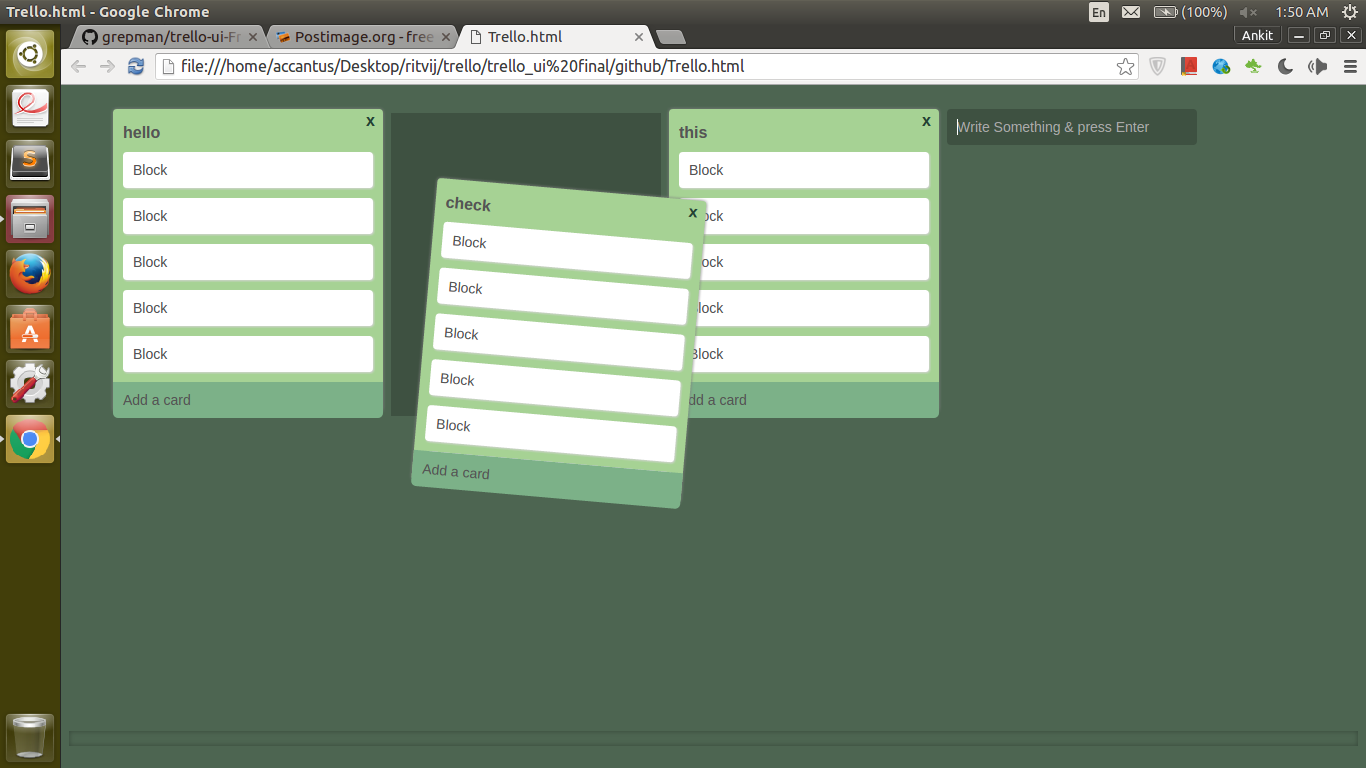 Trello.html - Google Chrome
En
(100%)
1:50 AM
grepman/trello-ui-Fr
Postimage.org - free
Trello.html
Ankit
file:///home/accantus/Desktop/ritvij/trello/trello_ui%20final/github/Trello.html
hello
x
Block
Block
Block
Block
Block
Add a card
check
x
Block
Block
Block
Block
Block
Add a card
this
x
Block
ock
ock
ock
Block
dd a card
Write Something & press Enter